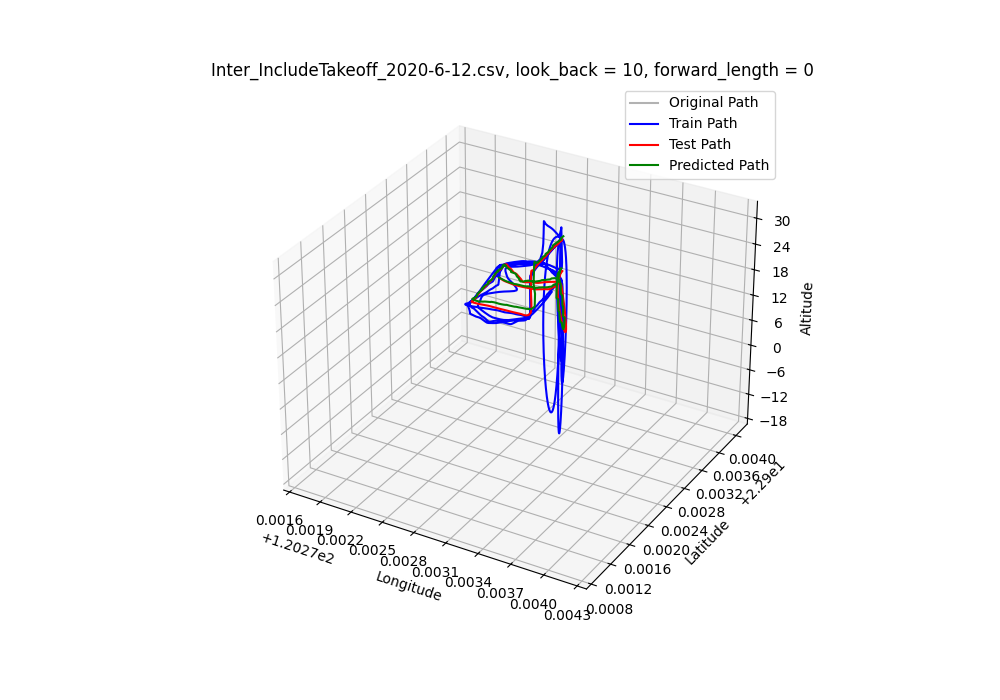 Inter_IncludeTakeoff_2020-6-12.csv, look_back = 10, forward_length = 0
Original Path
Train Path
Test Path
Predicted Path
30
24
18
12
6
0
−6
−12
−18
Altitude
0.0040
0.0036
0.0032
0.0028
0.0024
0.0020
0.0016
0.0012
0.0008
+2.29e1
Latitude
0.0016
0.0019
0.0022
0.0025
0.0028
0.0031
0.0034
0.0037
0.0040
0.0043
+1.2027e2
Longitude